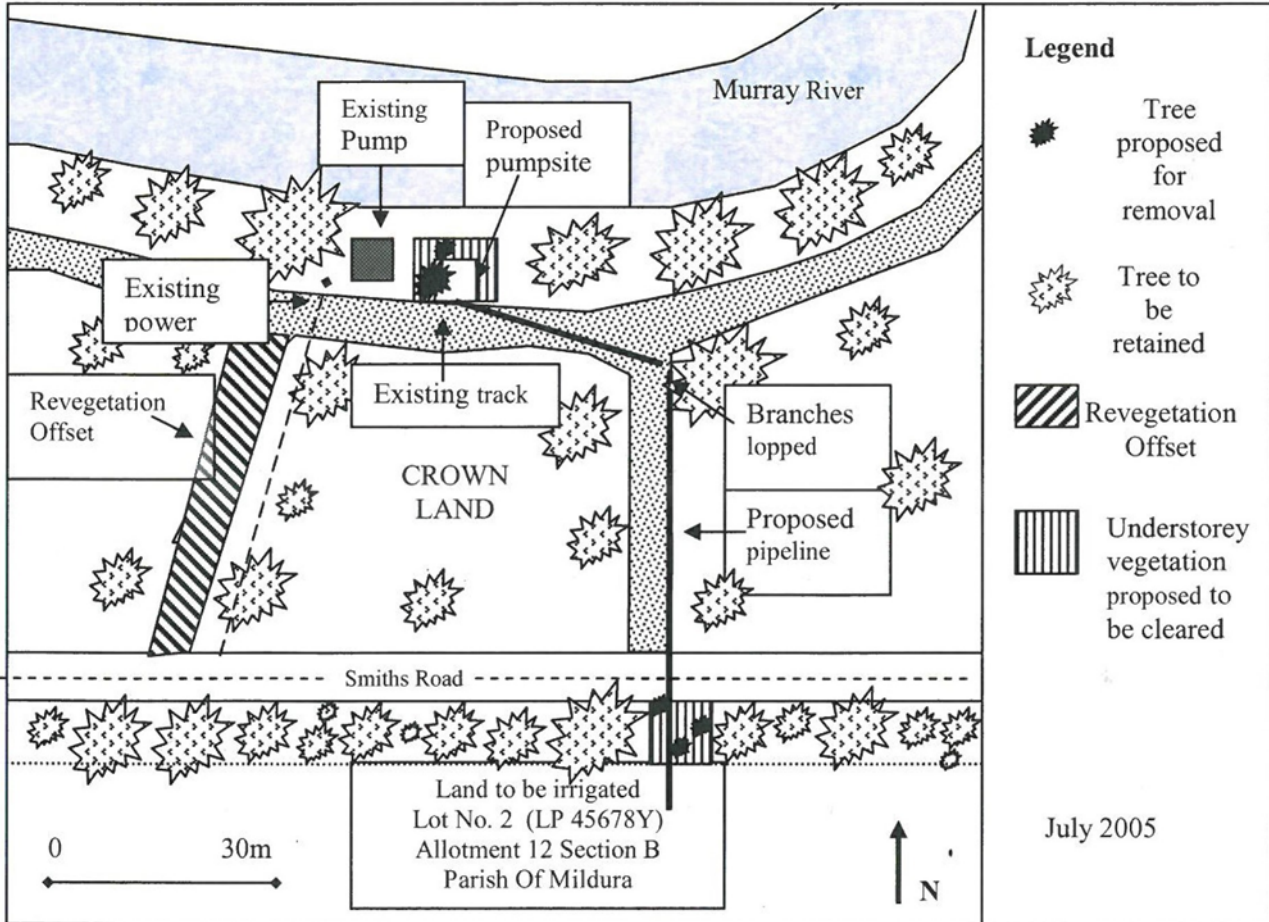 Murray River
Existing
Pump
Proposed
pumpsite
Existing
power
Revegetation
Offset
Existing track
Branches
lopped
CROWN
LAND
Proposed
pipeline
Smiths Road
Land to be irrigated
Lot No. 2 (LP 45678Y)
Allotment 12 Section B
Parish Of Mildura
0 30m
N
Legend
Tree
proposed
for
removal
Tree to
be
retained
Revegetation
Offset
Understorey
vegetation
proposed to
be cleared
July 2005